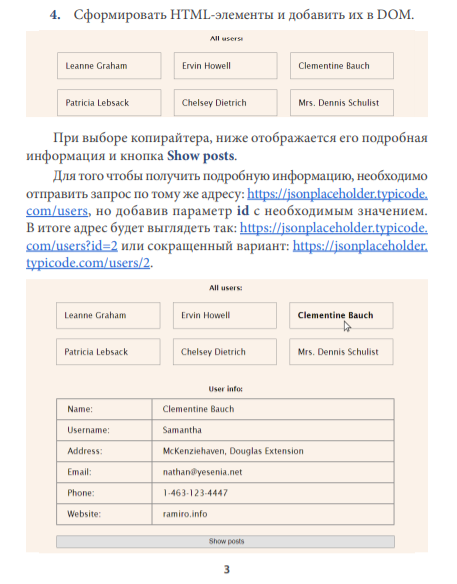 4. Сформировать HTML-элементы и добавить их в DOM.
All users:
Leanne Graham Ervin Howell Clementine Bauch
Patricia Lebsack Chelsey Dietrich Mrs. Dennis Schulist
При выборе копирайтера, ниже отображается его подробная
информация и кнопка Show posts.
Для того чтобы получить подробную информацию, необходимо
отправить запрос по тому же адресу: https://jsonplaceholder.typicode.
com/users, но добавив параметр id с необходимым значением.
В итоге адрес будет выглядеть так: https://jsonplaceholder.typicode.
com/users?id=2 или сокращенный вариант: https://jsonplaceholder.
typicode.com/users/2.
All users:
Leanne Graham Ervin Howell Clementine Bauch
Patricia Lebsack Chelsey Dietrich Mrs. Dennis Schulist
User info:
Name: Clementine Bauch
Username: Samantha
Address: McKenziehaven, Douglas Extension
Email: nathan@yesenia.net
Phone: 1-463-123-4447
Website: ramiro.info
Show posts
3